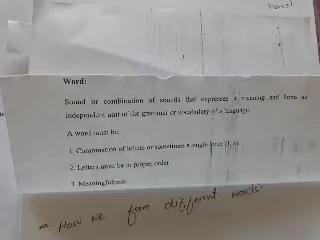 Word:
Sound or combination of sounds that expresses a meaning and form an
independent unit of the grammar or vocabulary of a language.
A word must be
1. Combination of letters or sometimes a single letter (I, a)
2. Letters must be in proper order
3. Meaningfulness
How we form different words: